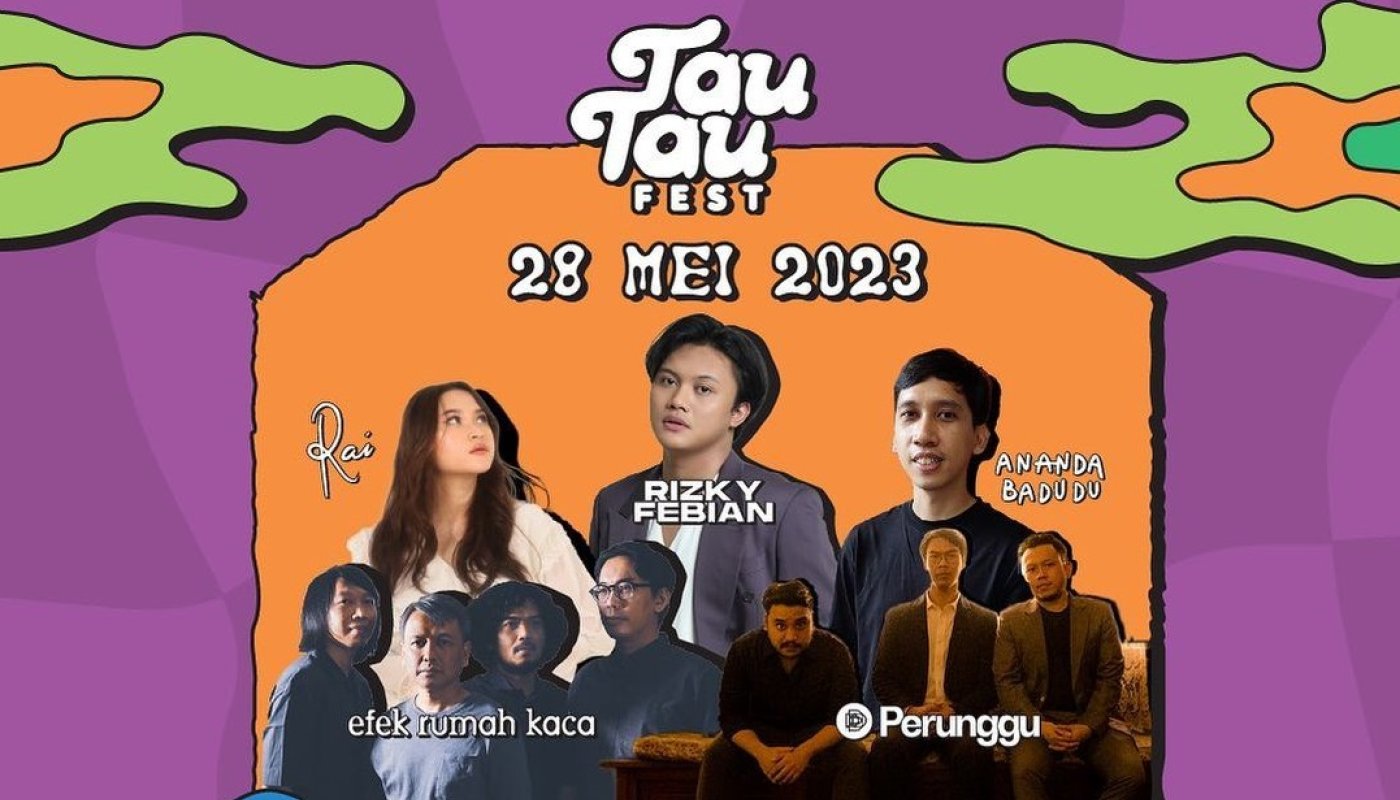 Tau
Tau
FEST
28 MEI 2023
Rai
RIZKY
FEBIAN
ANANDA
BADUDU
efek rumah kaca
Perunggu